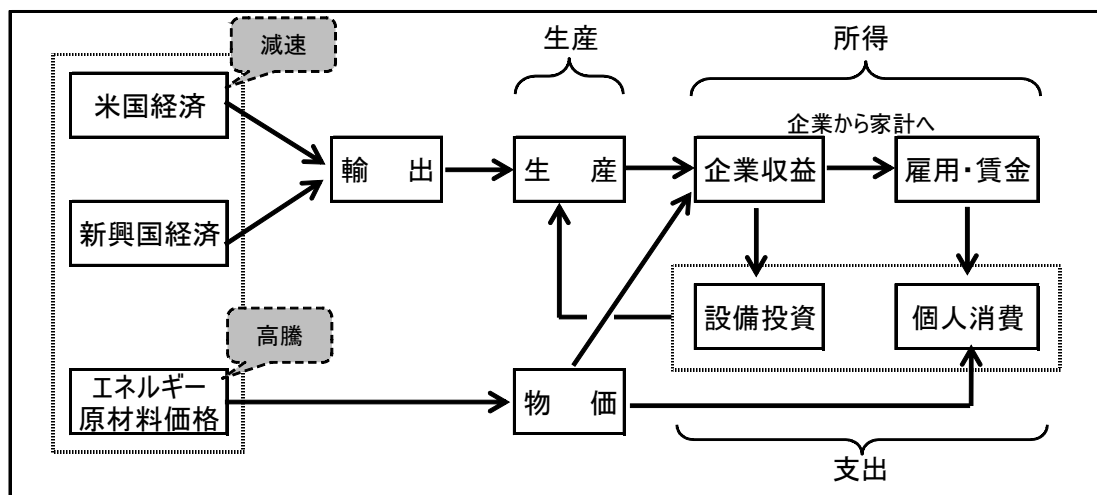 減速
生産
所得
米国経済
企業から家計へ
輸　出
生　産
企業収益
雇用・賃金
新興国経済
設備投資
個人消費
高騰
エネルギー
原材料価格
物　価
支出